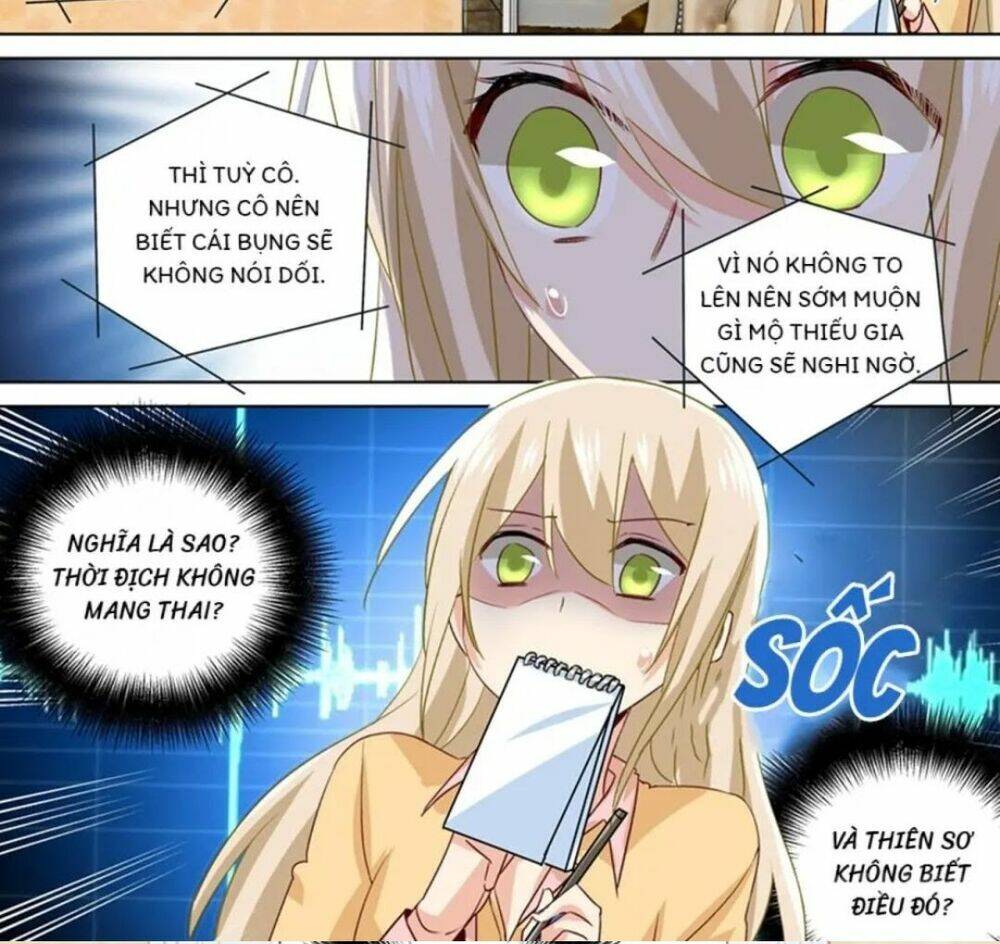 THÌ TUỲ CÔ.
NHƯNG CÔ NÊN
BIẾT CÁI BỤNG SẼ
KHÔNG NÓI DỐI.
VÌ NÓ KHÔNG TO
LÊN NÊN SỚM MUỘN
GÌ MỘ THIẾU GIA
CŨNG SẼ NGHI NGỜ.
NGHĨA LÀ SAO?
THỜI ĐỊCH KHÔNG
MANG THAI?
SỐC
VÀ THIÊN SƠ
KHÔNG BIẾT
ĐIỀU ĐÓ?